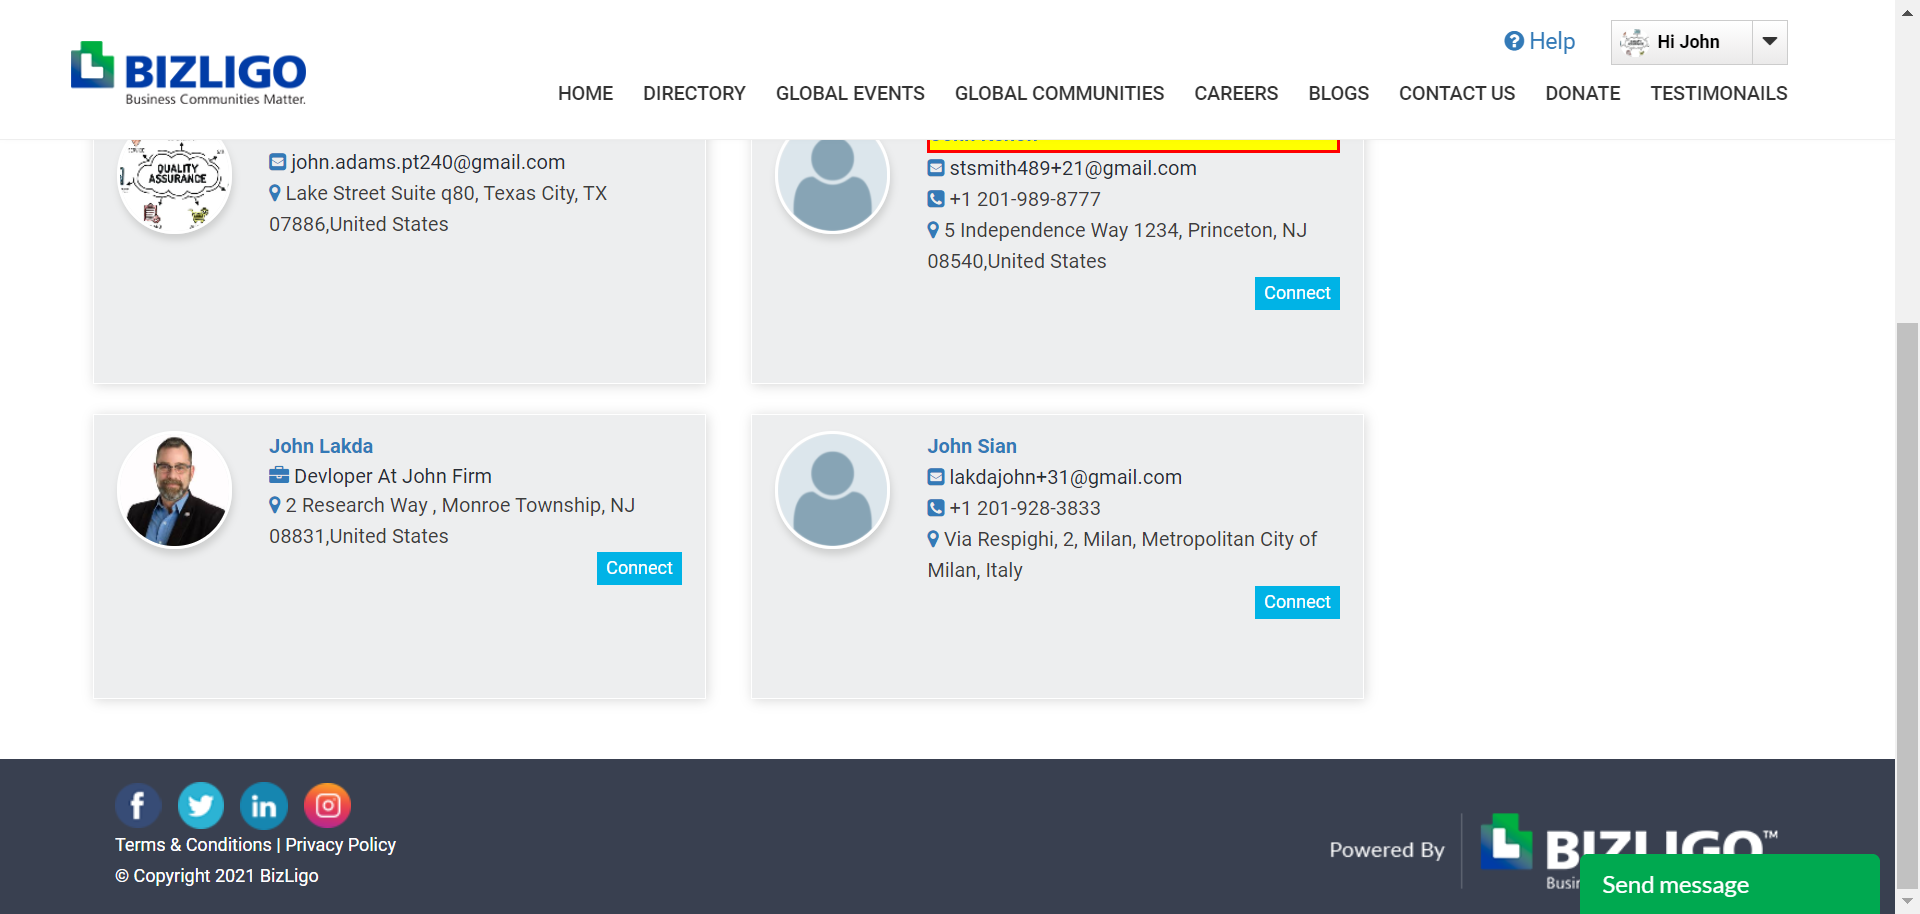 BIZLIGO
Business Communities Matter.
Help
Hi John
HOME DIRECTORY GLOBAL EVENTS GLOBAL COMMUNITIES CAREERS BLOGS CONTACT US DONATE TESTIMONAILS
QUALITY
ASSURANCE
john.adams.pt240@gmail.com
Lake Street Suite q80, Texas City, TX
07886,United States
stsmith489+21@gmail.com
+1 201-989-8777
5 Independence Way 1234, Princeton, NJ
08540,United States
Connect
John Lakda
Devloper At John Firm
2 Research Way , Monroe Township, NJ
08831,United States
Connect
John Sian
lakdajohn+31@gmail.com
+1 201-928-3833
Via Respighi, 2, Milan, Metropolitan City of
Milan, Italy
Connect
Terms & Conditions | Privacy Policy
© Copyright 2021 BizLigo
Powered By
BIZLIGO™
Send message